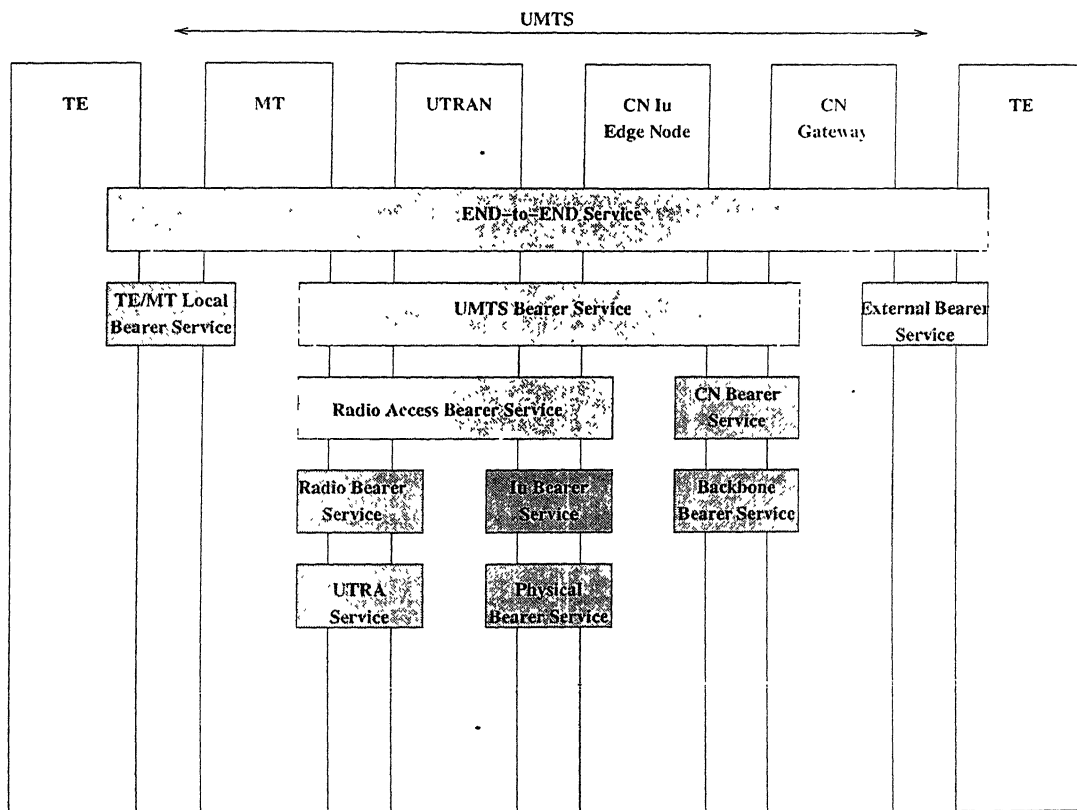 UMTS
TE
MT
UTRAN
CN Iu
Edge Node
CN
Gateway
TE
END-to-END Service
TE/MT Local
Bearer Service
UMTS Bearer Service
External Bearer
Service
Radio Access Bearer Service
CN Bearer
Service
Radio Bearer
Service
Iu Bearer
Service
Backbone
Bearer Service
UTRA
Service
Physical
Bearer Service